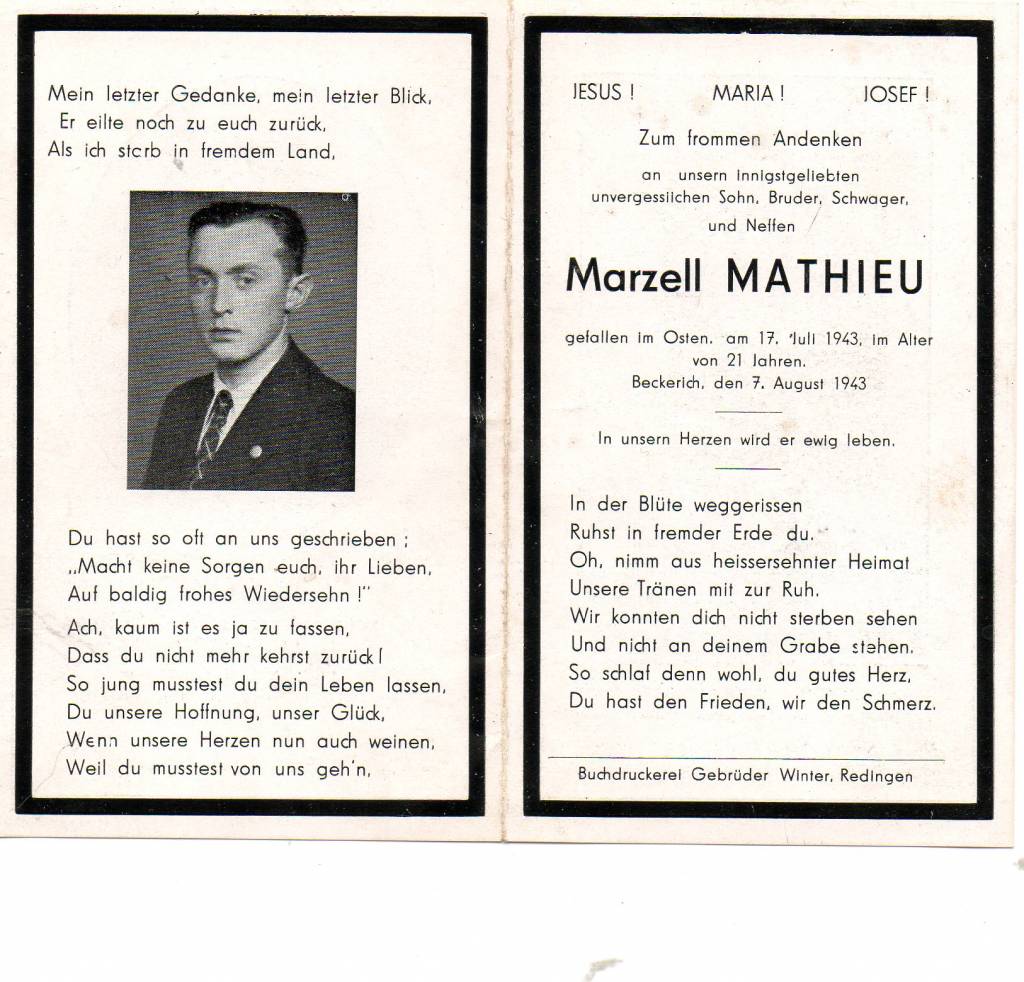 Mein letzter Gedanke, mein letzter Blick,
Er eilte noch zu euch zurück,
Als ich starb in fremdem Land,
Du hast so oft an uns geschrieben ;
„Macht keine Sorgen euch, ihr Lieben,
Auf baldig frohes Wiedersehn !"
Ach, kaum ist es ja zu fassen,
Dass du nicht mehr kehrst zurück !
So jung musstest du dein Leben lassen,
Du unsere Hoffnung, unser Glück,
Wenn unsere Herzen nun auch weinen,
Weil du musstest von uns geh'n,
JESUS ! MARIA ! JOSEF !
Zum frommen Andenken
an unsern innigstgeliebten
unvergesslichen Sohn, Bruder, Schwager,
und Neffen
Marzell MATHIEU
gefallen im Osten, am 17. Juli 1943, im Alter
von 21 Jahren.
Beckerich, den 7. August 1943
In unsern Herzen wird er ewig leben.
In der Blüte weggerissen
Ruhst in fremder Erde du.
Oh, nimm aus heissersehnter Heimat
Unsere Tränen mit zur Ruh.
Wir konnten dich nicht sterben sehen
Und nicht an deinem Grabe stehen.
So schlaf denn wohl, du gutes Herz,
Du hast den Frieden, wir den Schmerz.
Buchdruckerei Gebrüder Winter, Redingen